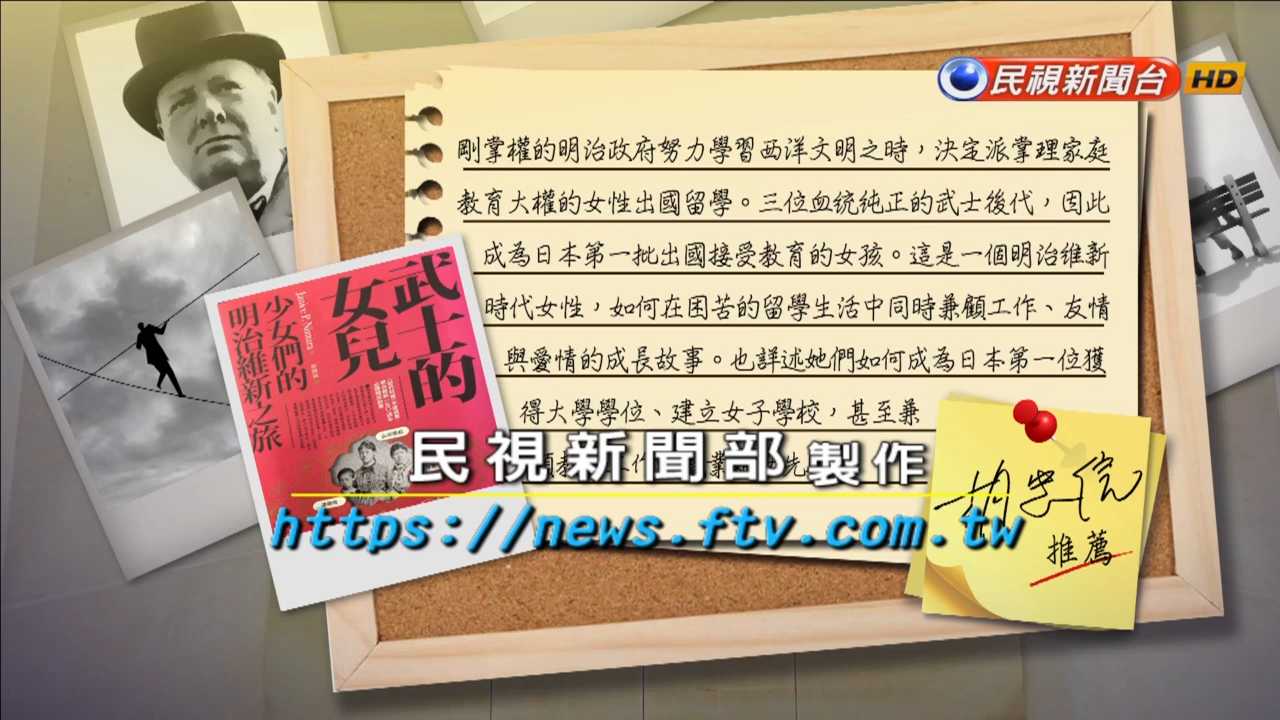 民視新聞台 HD
剛掌權的明治政府努力學習西洋文明之時，決定派掌理家庭
教育大權的女性出國留學。三位血統純正的武士後代，因此
成為日本第一批出國接受教育的女孩。這是一個明治維新
時代女性，如何在困苦的留學生活中同時兼顧工作、友情
與愛情的成長故事。也詳述她們如何成為日本第一位獲
得大學學位、建立女子學校，甚至兼
武士的
女兒
少女們的
明治維新之旅
Janice P. Nimura
民視新聞部製作
https://news.ftv.com.tw
胡忠信
推薦